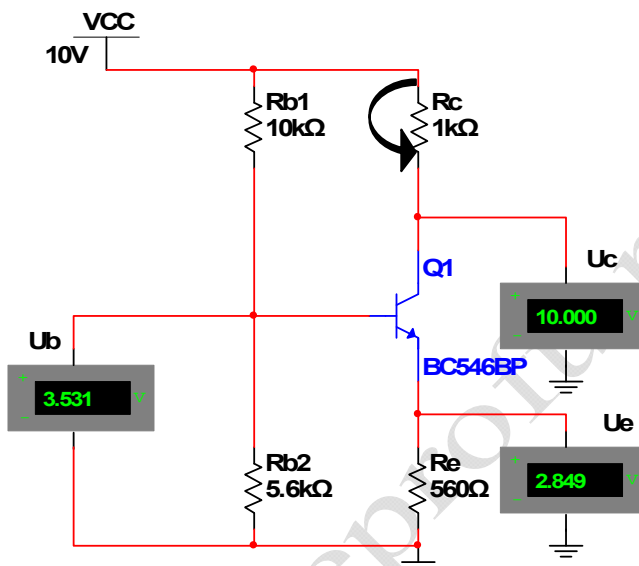 VCC
10V
Rb1
10kΩ
Rc
1kΩ
Q1
Uc
+
10.000
V
−
Ub
+
3.531
V
−
BC546BP
Ue
+
2.849
V
−
Rb2
5.6kΩ
Re
560Ω